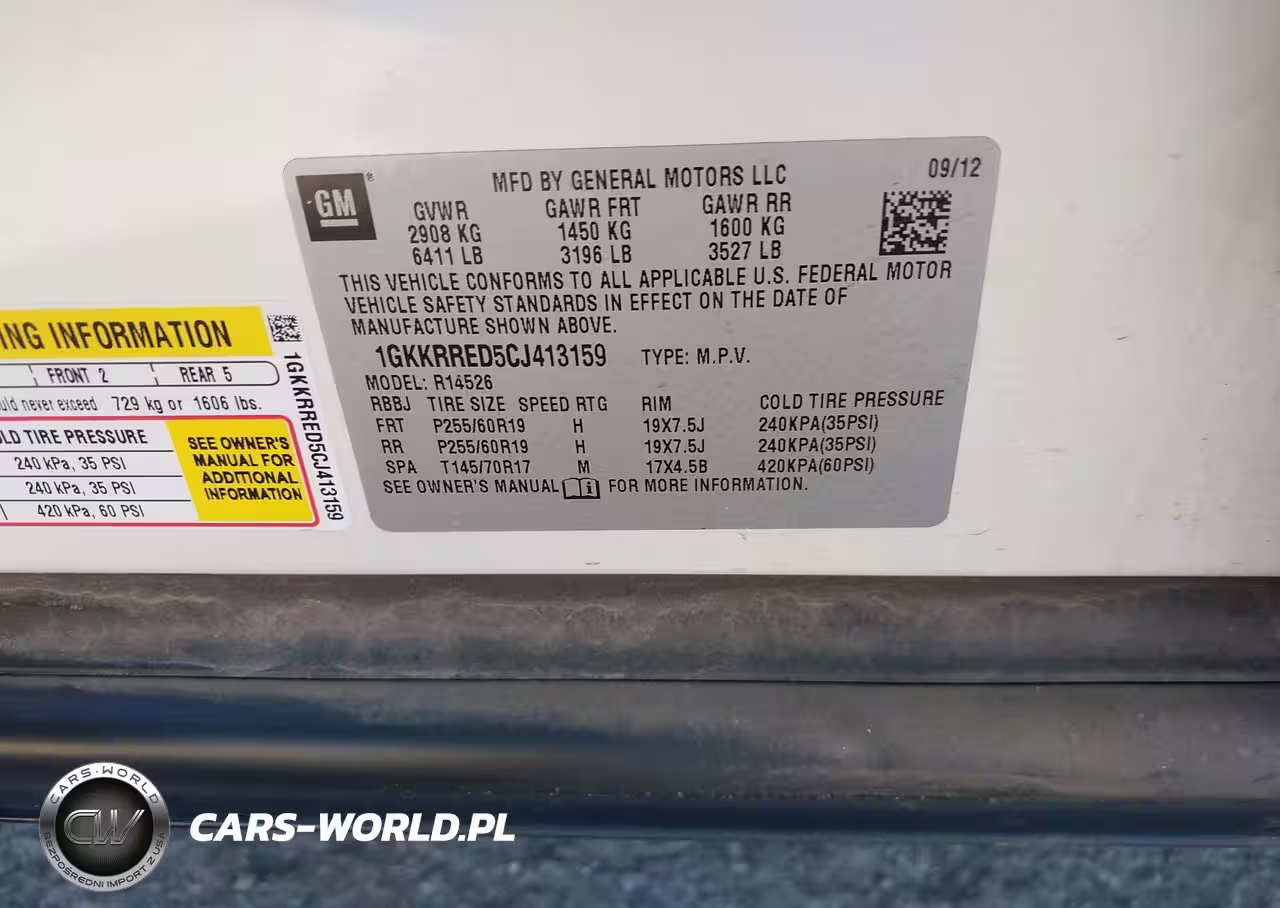 GM
®
MFD BY GENERAL MOTORS LLC
09/12
GVWR GAWR FRT GAWR RR
2908 KG 1450 KG 1600 KG
6411 LB 3196 LB 3527 LB
THIS VEHICLE CONFORMS TO ALL APPLICABLE U.S. FEDERAL MOTOR
VEHICLE SAFETY STANDARDS IN EFFECT ON THE DATE OF
MANUFACTURE SHOWN ABOVE.
1GKKRRED5CJ413159 TYPE: M.P.V.
MODEL: R14526
RBBJ TIRE SIZE SPEED RTG RIM COLD TIRE PRESSURE
FRT P255/60R19 H 19X7.5J 240KPA(35PSI)
RR P255/60R19 H 19X7.5J 240KPA(35PSI)
SPA T145/70R17 M 17X4.5B 420KPA(60PSI)
SEE OWNER'S MANUAL FOR MORE INFORMATION.
ING INFORMATION
FRONT 2 REAR 5
uld never exceed 729 kg or 1606 lbs.
LD TIRE PRESSURE
240 kPa, 35 PSI
240 kPa, 35 PSI
420 kPa, 60 PSI
SEE OWNER'S
MANUAL FOR
ADDITIONAL
INFORMATION
1GKKRRED5CJ413159
CARS-WORLD
CW
BEZPOŚREDNI IMPORT Z USA
CARS-WORLD.PL